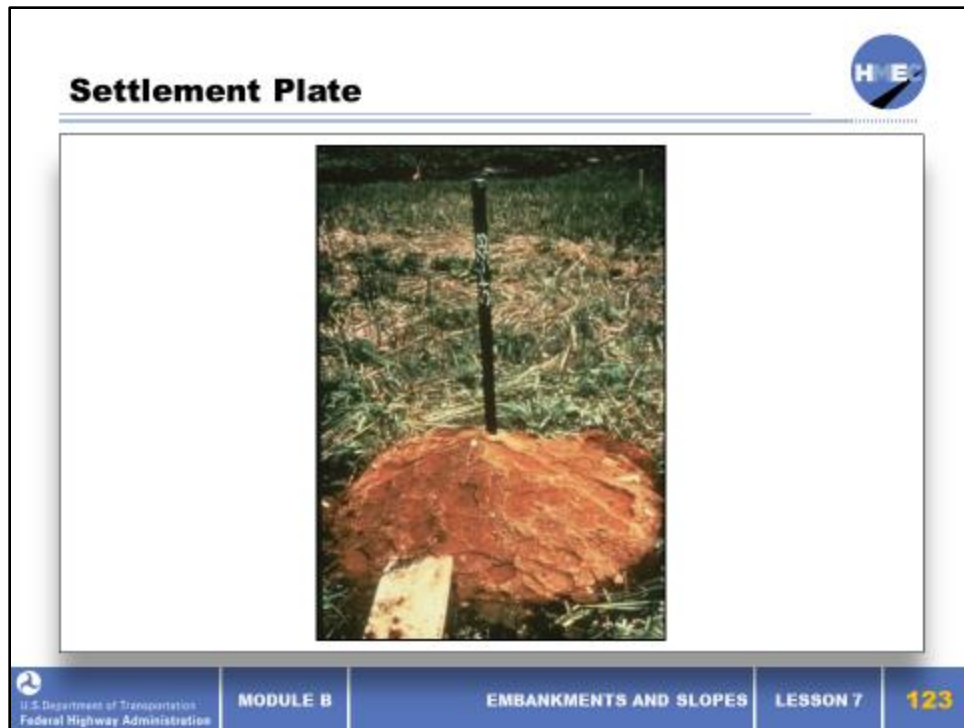 Settlement Plate
HMEC
U.S. Department of Transportation
Federal Highway Administration
MODULE B
EMBANKMENTS AND SLOPES
LESSON 7
123